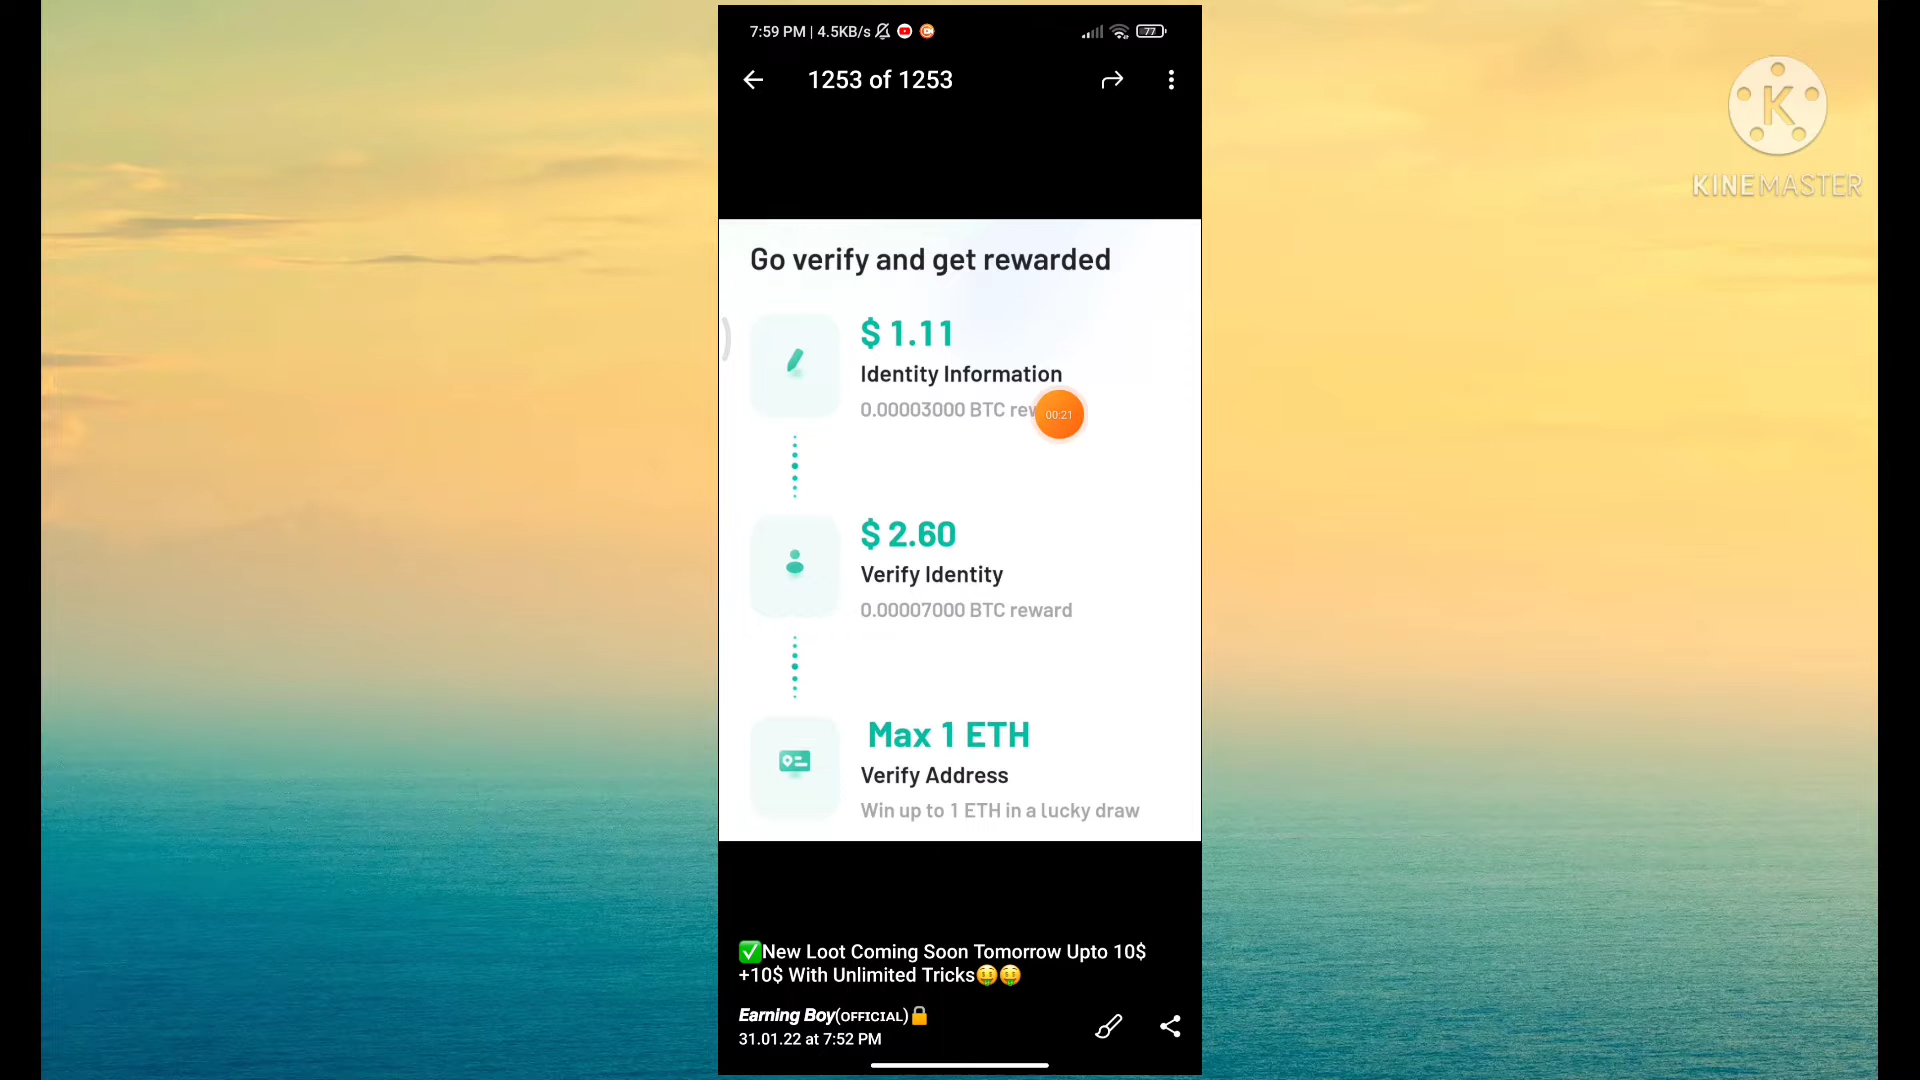 7:59 PM | 4.5KB/s
77
1253 of 1253
KINEMASTER
Go verify and get rewarded
$ 1.11
Identity Information
0.00003000 BTC
00:21
$ 2.60
Verify Identity
0.00007000 BTC reward
Max 1 ETH
Verify Address
Win up to 1 ETH in a lucky draw
✅New Loot Coming Soon Tomorrow Upto 10$
+10$ With Unlimited Tricks🤑🤑
Earning Boy(OFFICIAL)🔒
31.01.22 at 7:52 PM